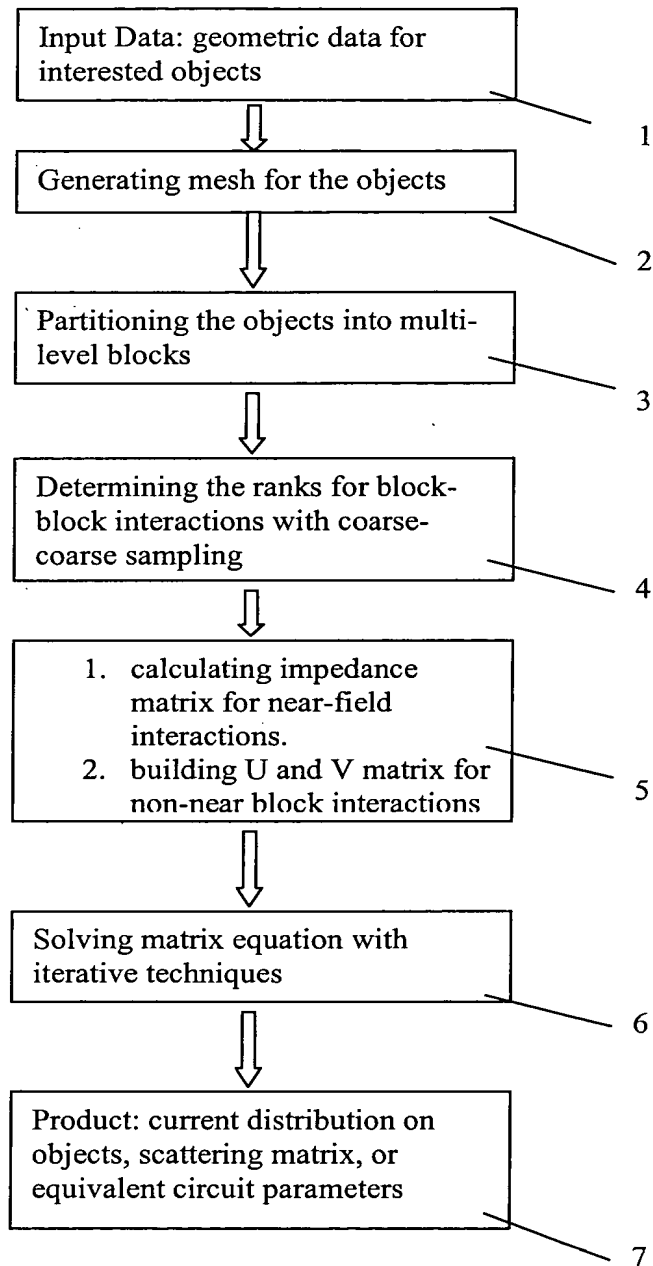 Input Data: geometric data for
interested objects
1
Generating mesh for the objects
2
Partitioning the objects into multi-
level blocks
3
Determining the ranks for block-
block interactions with coarse-
coarse sampling
4
1. calculating impedance
matrix for near-field
interactions.
2. building U and V matrix for
non-near block interactions
5
Solving matrix equation with
iterative techniques
6
Product: current distribution on
objects, scattering matrix, or
equivalent circuit parameters
7